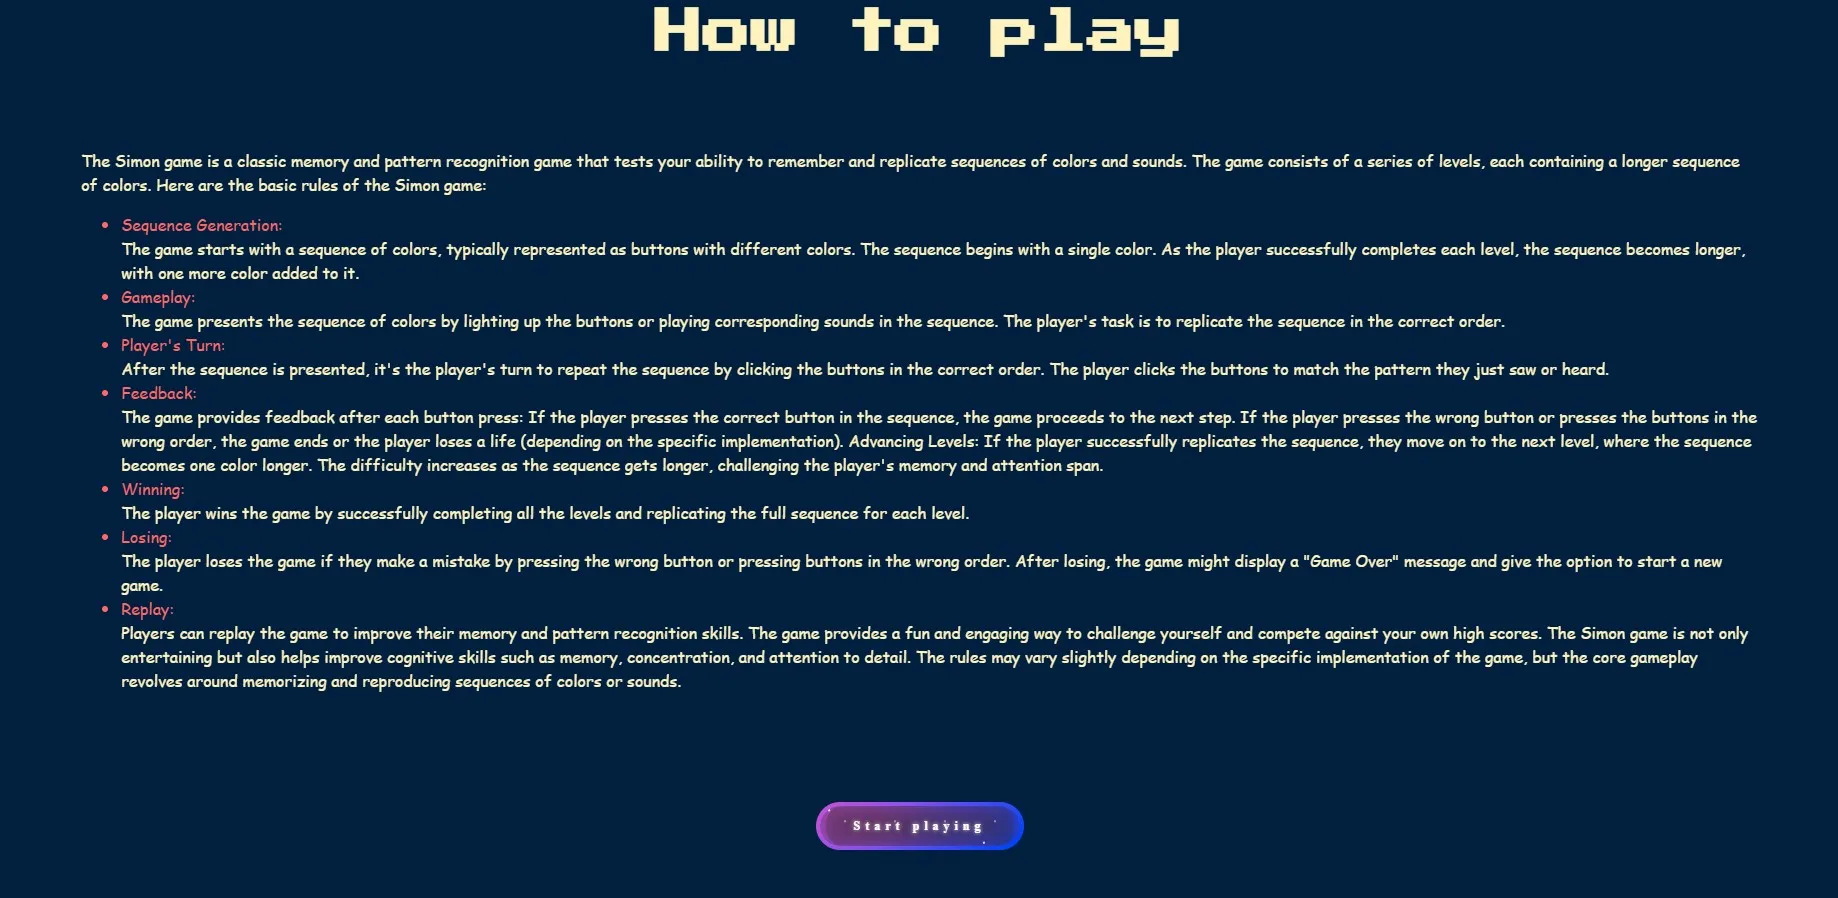 How to play
The Simon game is a classic memory and pattern recognition game that tests your ability to remember and replicate sequences of colors and sounds. The game consists of a series of levels, each containing a longer sequence
of colors. Here are the basic rules of the Simon game:
• Sequence Generation:
The game starts with a sequence of colors, typically represented as buttons with different colors. The sequence begins with a single color. As the player successfully completes each level, the sequence becomes longer,
with one more color added to it.
• Gameplay:
The game presents the sequence of colors by lighting up the buttons or playing corresponding sounds in the sequence. The player's task is to replicate the sequence in the correct order.
• Player's Turn:
After the sequence is presented, it's the player's turn to repeat the sequence by clicking the buttons in the correct order. The player clicks the buttons to match the pattern they just saw or heard.
• Feedback:
The game provides feedback after each button press: If the player presses the correct button in the sequence, the game proceeds to the next step. If the player presses the wrong button or presses the buttons in the
wrong order, the game ends or the player loses a life (depending on the specific implementation). Advancing Levels: If the player successfully replicates the sequence, they move on to the next level, where the sequence
becomes one color longer. The difficulty increases as the sequence gets longer, challenging the player's memory and attention span.
• Winning:
The player wins the game by successfully completing all the levels and replicating the full sequence for each level.
• Losing:
The player loses the game if they make a mistake by pressing the wrong button or pressing buttons in the wrong order. After losing, the game might display a "Game Over" message and give the option to start a new
game.
• Replay:
Players can replay the game to improve their memory and pattern recognition skills. The game provides a fun and engaging way to challenge yourself and compete against your own high scores. The Simon game is not only
entertaining but also helps improve cognitive skills such as memory, concentration, and attention to detail. The rules may vary slightly depending on the specific implementation of the game, but the core gameplay
revolves around memorizing and reproducing sequences of colors or sounds.
Start playing